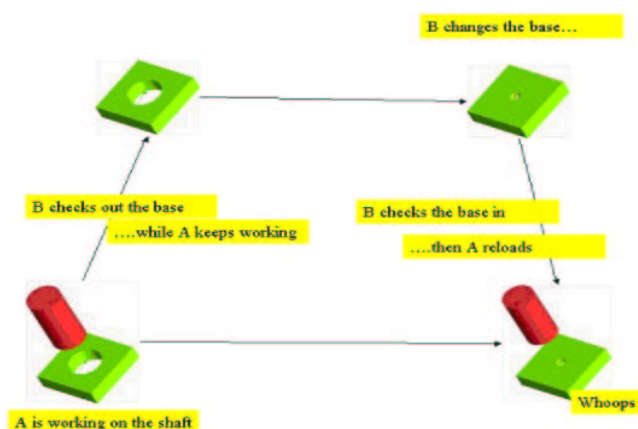 B changes the base…
B checks out the base
….while A keeps working
B checks the base in
….then A reloads
Whoops
A is working on the shaft